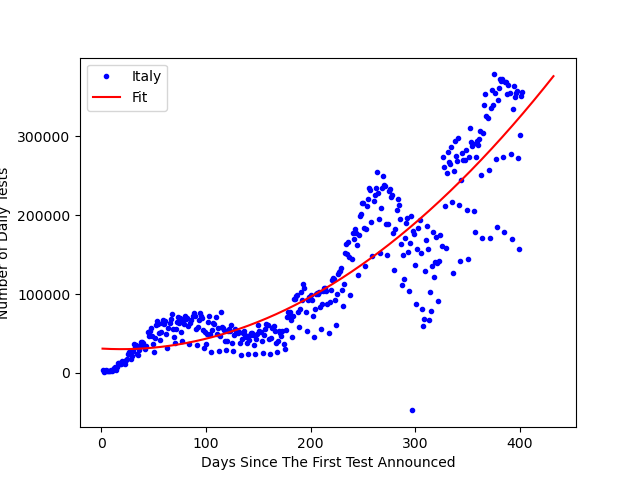 Italy
Fit
300000
200000
100000
0
Number of Daily Tests
0 100 200 300 400
Days Since The First Test Announced